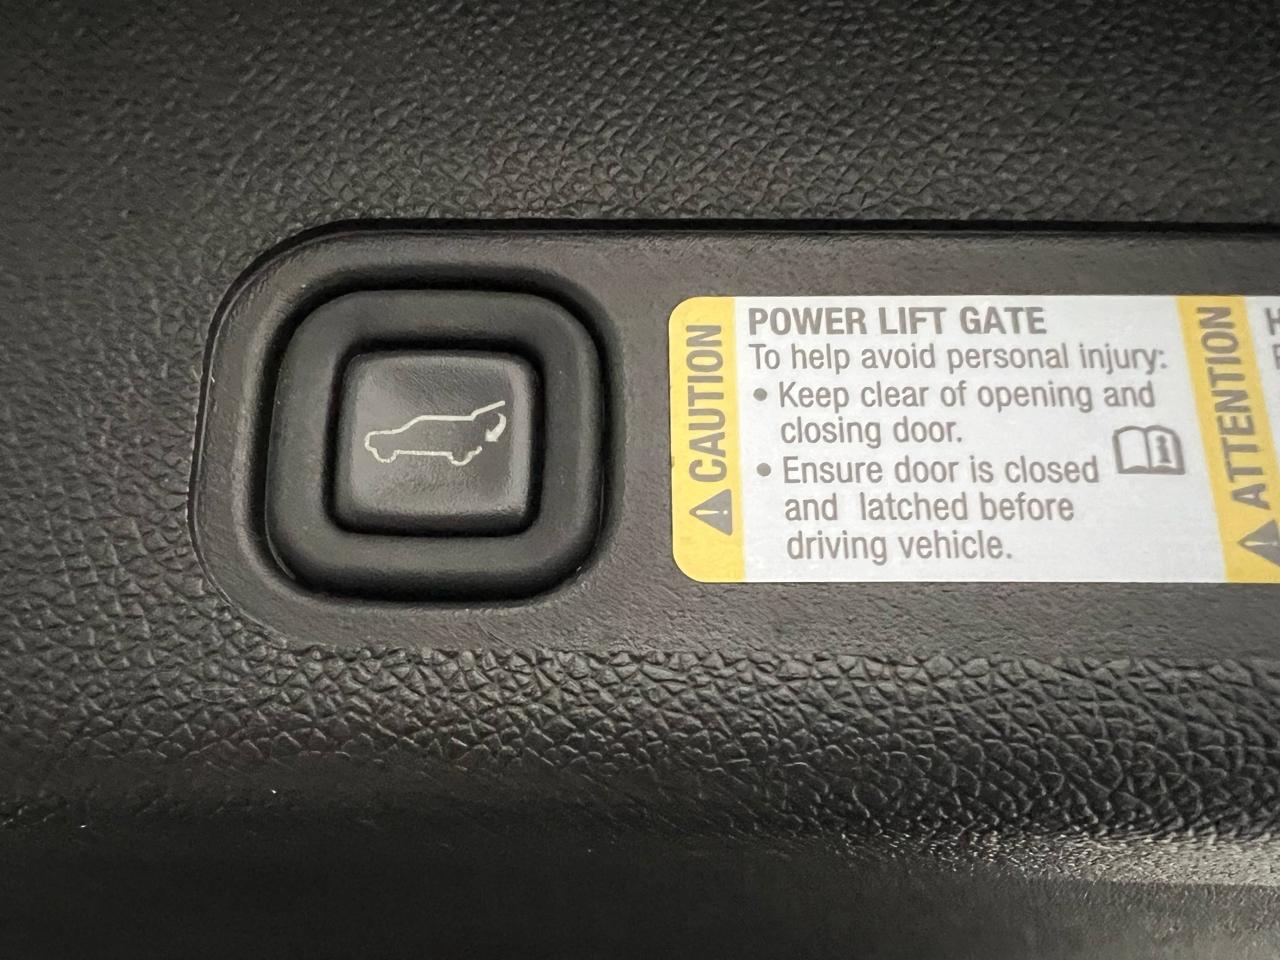 CAUTION
POWER LIFT GATE
To help avoid personal injury:
• Keep clear of opening and
closing door.
• Ensure door is closed
and latched before
driving vehicle.
ATTENTION